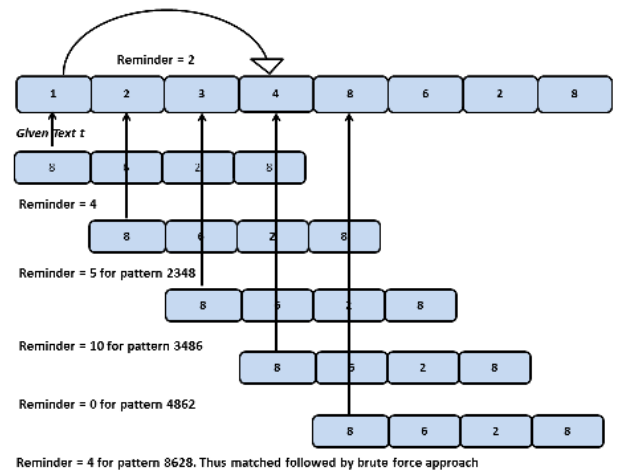 Reminder = 2
1 2 3 4 8 6 2 8
Given Text t
8 6 2 8
Reminder = 4
8 6 2 8
Reminder = 5 for pattern 2348
8 6 2 8
Reminder = 10 for pattern 3486
8 6 2 8
Reminder = 0 for pattern 4862
8 6 2 8
Reminder = 4 for pattern 8628. Thus matched followed by brute force approach